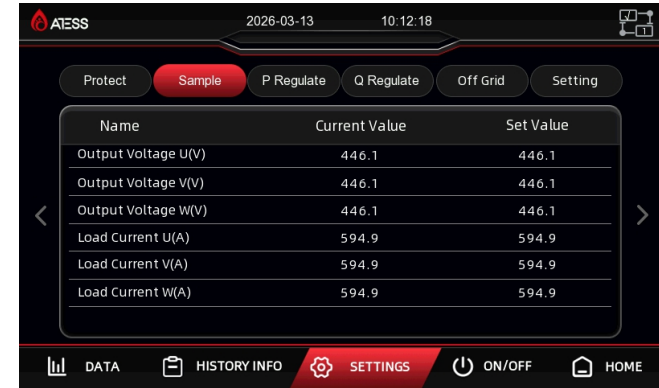 ATESS 2026-03-13 10:12:18
1
Protect Sample P Regulate Q Regulate Off Grid Setting
Name Current Value Set Value
Output Voltage U(V) 446.1 446.1
Output Voltage V(V) 446.1 446.1
Output Voltage W(V) 446.1 446.1
Load Current U(A) 594.9 594.9
Load Current V(A) 594.9 594.9
Load Current W(A) 594.9 594.9
DATA HISTORY INFO SETTINGS ON/OFF HOME